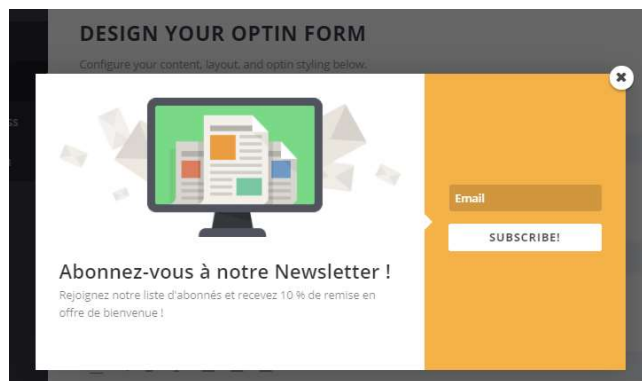 DESIGN YOUR OPTIN FORM
Configure your content, layout, and optin styling below.
Email
SUBSCRIBE!
Abonnez-vous à notre Newsletter !
Rejoignez notre liste d'abonnés et recevez 10 % de remise en
offre de bienvenue !